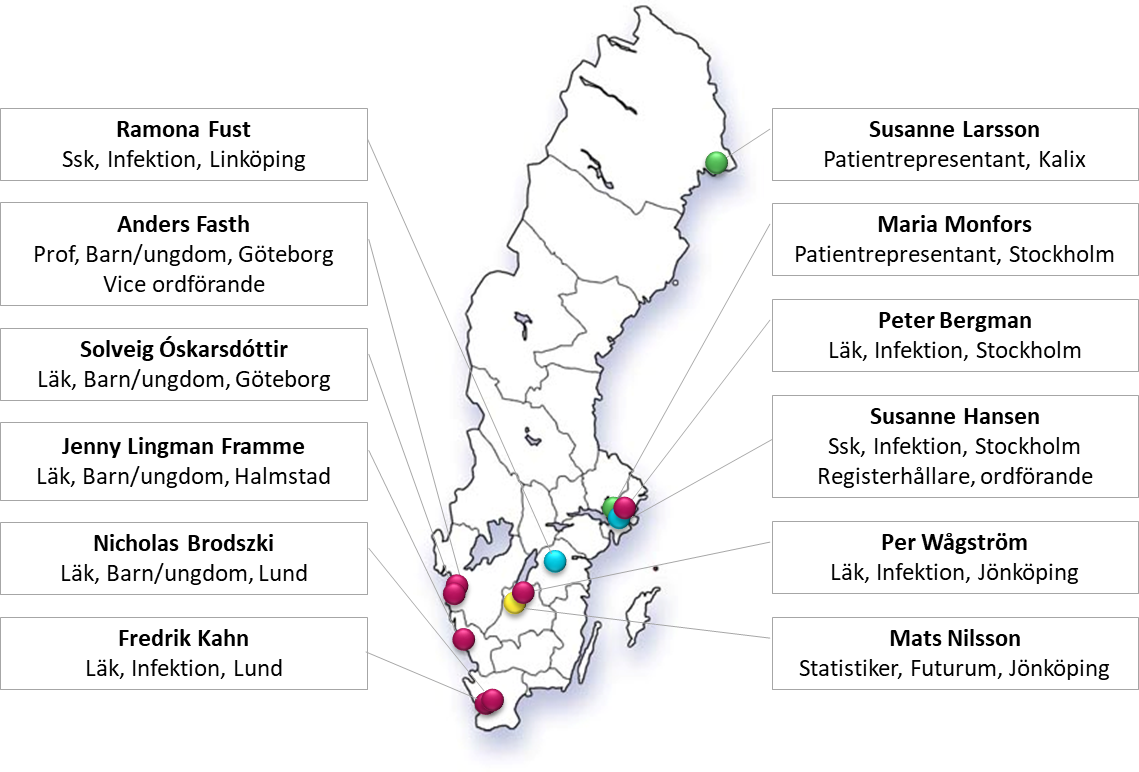 Ramona Fust
Ssk, Infektion, Linköping
Anders Fasth
Prof, Barn/ungdom, Göteborg
Vice ordförande
Solveig Óskarsdóttir
Läk, Barn/ungdom, Göteborg
Jenny Lingman Framme
Läk, Barn/ungdom, Halmstad
Nicholas Brodszki
Läk, Barn/ungdom, Lund
Fredrik Kahn
Läk, Infektion, Lund
Susanne Larsson
Patientrepresentant, Kalix
Maria Monfors
Patientrepresentant, Stockholm
Peter Bergman
Läk, Infektion, Stockholm
Susanne Hansen
Ssk, Infektion, Stockholm
Registerhållare, ordförande
Per Wågström
Läk, Infektion, Jönköping
Mats Nilsson
Statistiker, Futurum, Jönköping